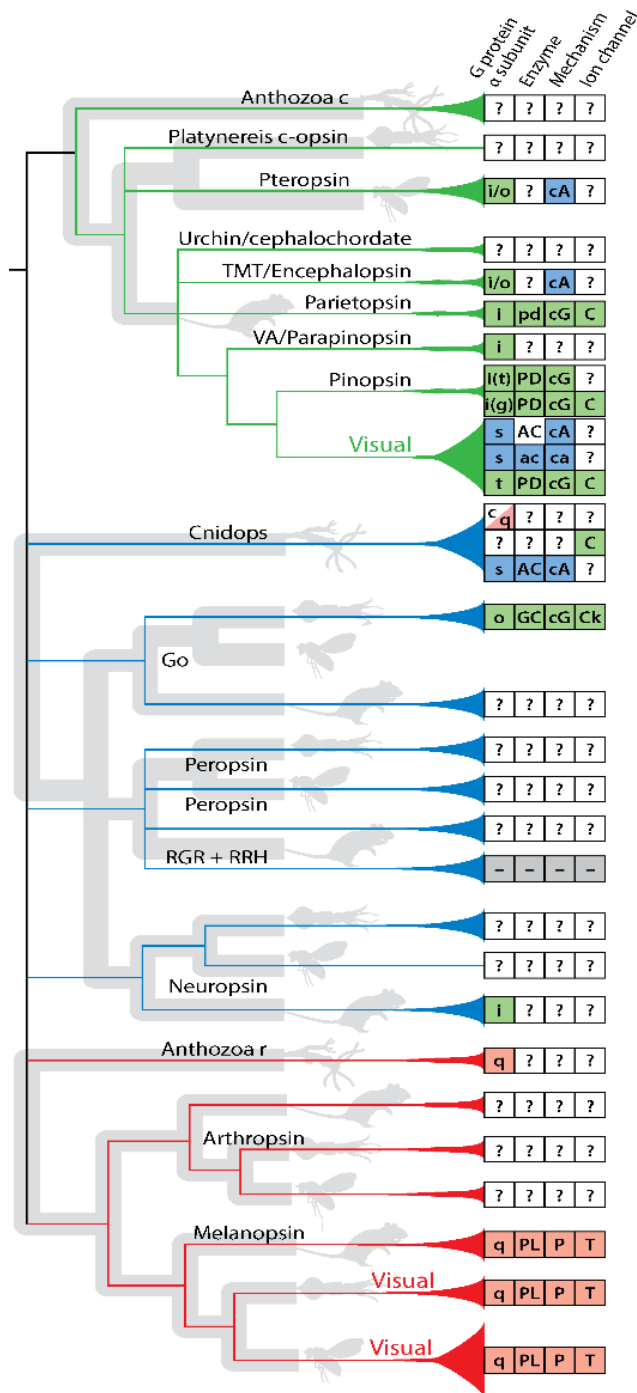 G protein
α subunit
Enzyme
Mechanism
Ion channel
Anthozoa c
? ? ? ?
Platynereis c-opsin
? ? ? ?
Pteropsin
i/o ? cA ?
Urchin/cephalochordate
? ? ? ?
TMT/Encephalopsin
i/o ? cA ?
Parietopsin
i pd cG C
VA/Parapinopsin
i ? ? ?
Pinopsin
i(t) PD cG ?
i(g) PD cG C
Visual
s AC cA ?
s ac ca ?
t PD cG C
Cnidops
c q ? ? ?
? ? ? C
s AC cA ?
o GC cG Ck
Go
? ? ? ?
? ? ? ?
Peropsin
? ? ? ?
Peropsin
? ? ? ?
RGR + RRH
– – – –
? ? ? ?
? ? ? ?
Neuropsin
i ? ? ?
Anthozoa r
q ? ? ?
? ? ? ?
Arthropsin
? ? ? ?
? ? ? ?
Melanopsin
q PL P T
Visual
q PL P T
Visual
q PL P T